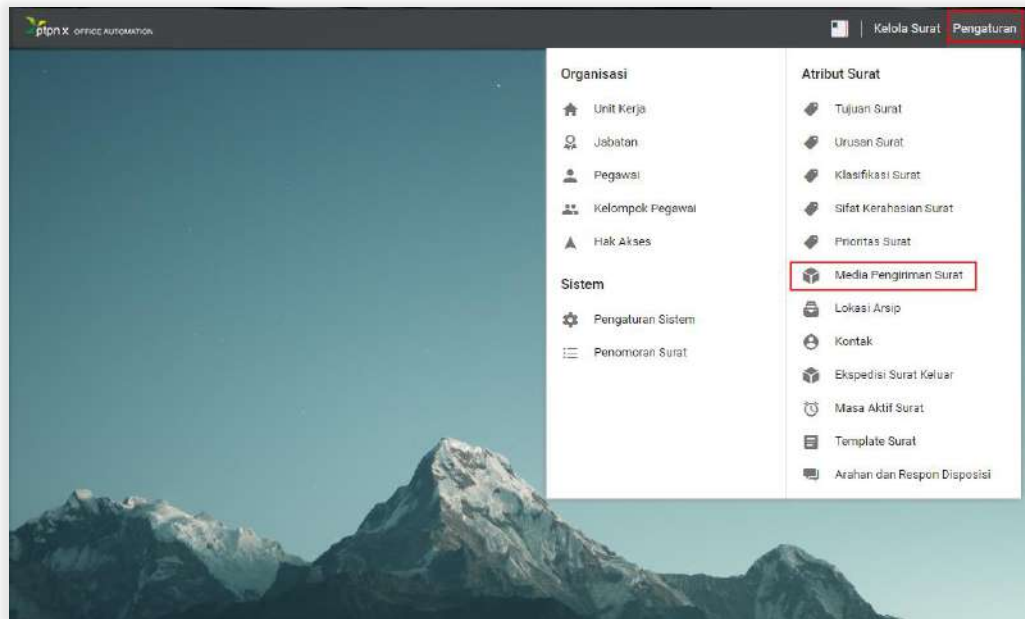 ptpn x OFFICE AUTOMATION
Kelola Surat
Pengaturan
Organisasi
Unit Kerja
Jabatan
Pegawai
Kelompok Pegawai
Hak Akses
Sistem
Pengaturan Sistem
Penomoran Surat
Atribut Surat
Tujuan Surat
Urusan Surat
Klasifikasi Surat
Sifat Kerahasian Surat
Prioritas Surat
Media Pengiriman Surat
Lokasi Arsip
Kontak
Ekspedisi Surat Keluar
Masa Aktif Surat
Template Surat
Arahan dan Respon Disposisi